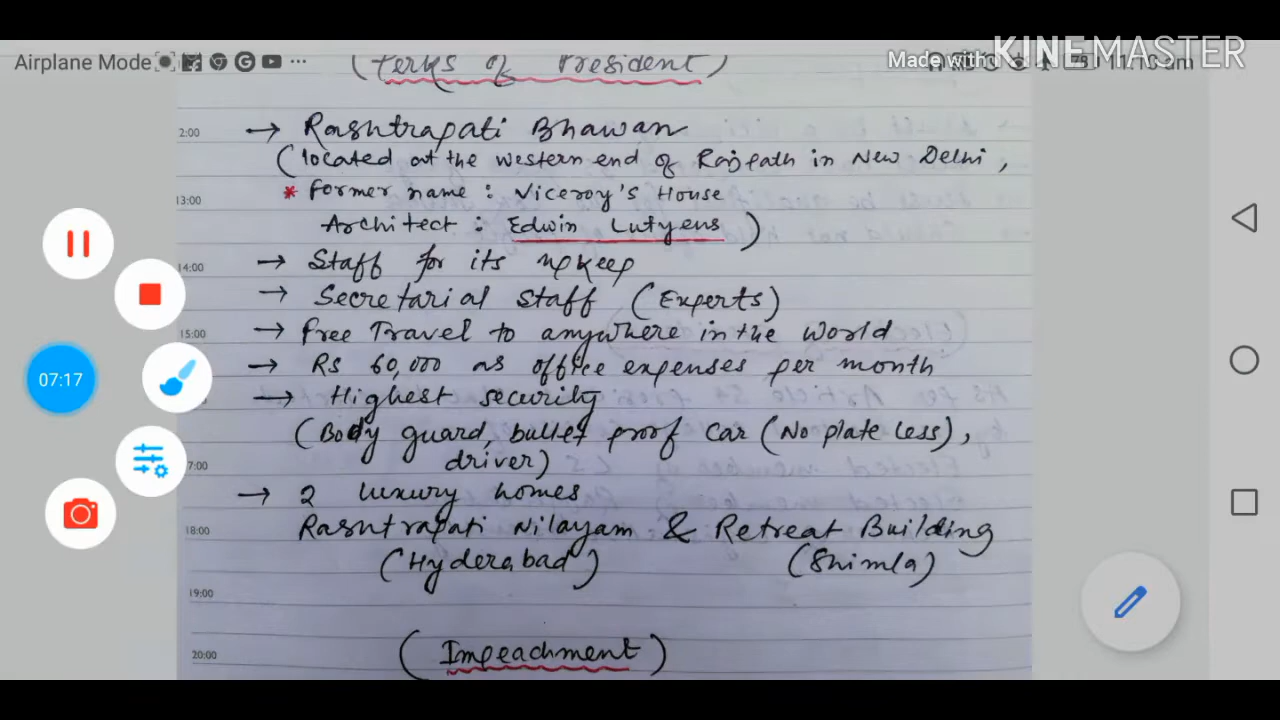 Airplane Mode
Made with KINEMASTER
(Perks of President)
12:00
→ Rashtrapati Bhawan
(located at the western end of Rajpath in New Delhi,
13:00
* Former name : Viceroy's House
Architect : Edwin Lutyens)
14:00
→ Staff for its upkeep
→ Secretarial Staff (Experts)
15:00
→ Free Travel to anywhere in the world
→ Rs 60,000 as office expenses per month
07:17
→ Highest security
(Body guard, bullet proof car (No plate less),
driver)
17:00
→ 2 luxury homes
18:00
Rashtrapati Nilayam & Retreat Building
(Hyderabad) (Shimla)
19:00
(Impeachment)
20:00